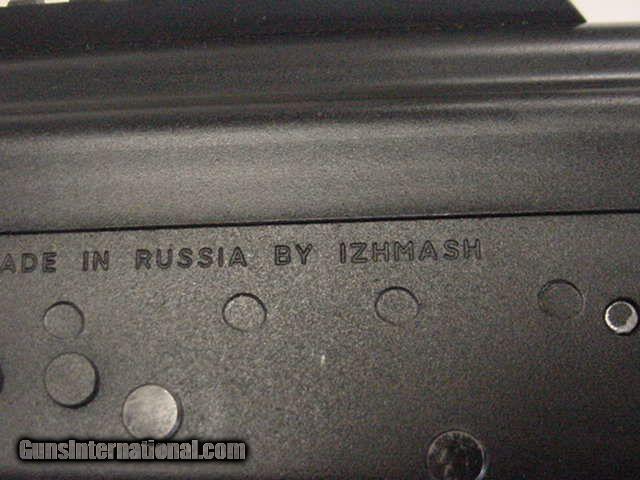 ADE IN RUSSIA BY IZHMASH
GunsInternational.com